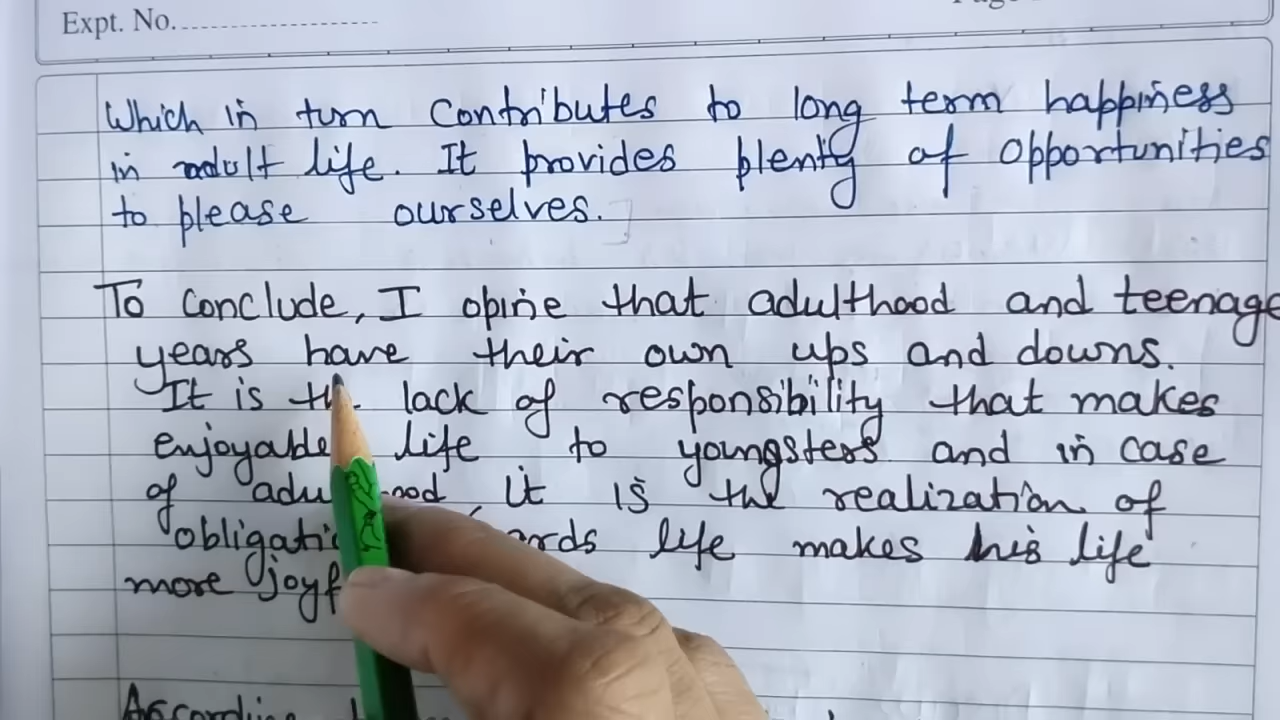 Expt. No.
Which in turn Contributes to long term happiness
in adult life. It provides plenty of opportunities
to please ourselves.
To Conclude, I opine that adulthood and teenage
years have their own ups and downs.
It is lack of responsibility that makes
enjoyable life to youngsters and in case
of it is the realization of
life makes his life
more
According